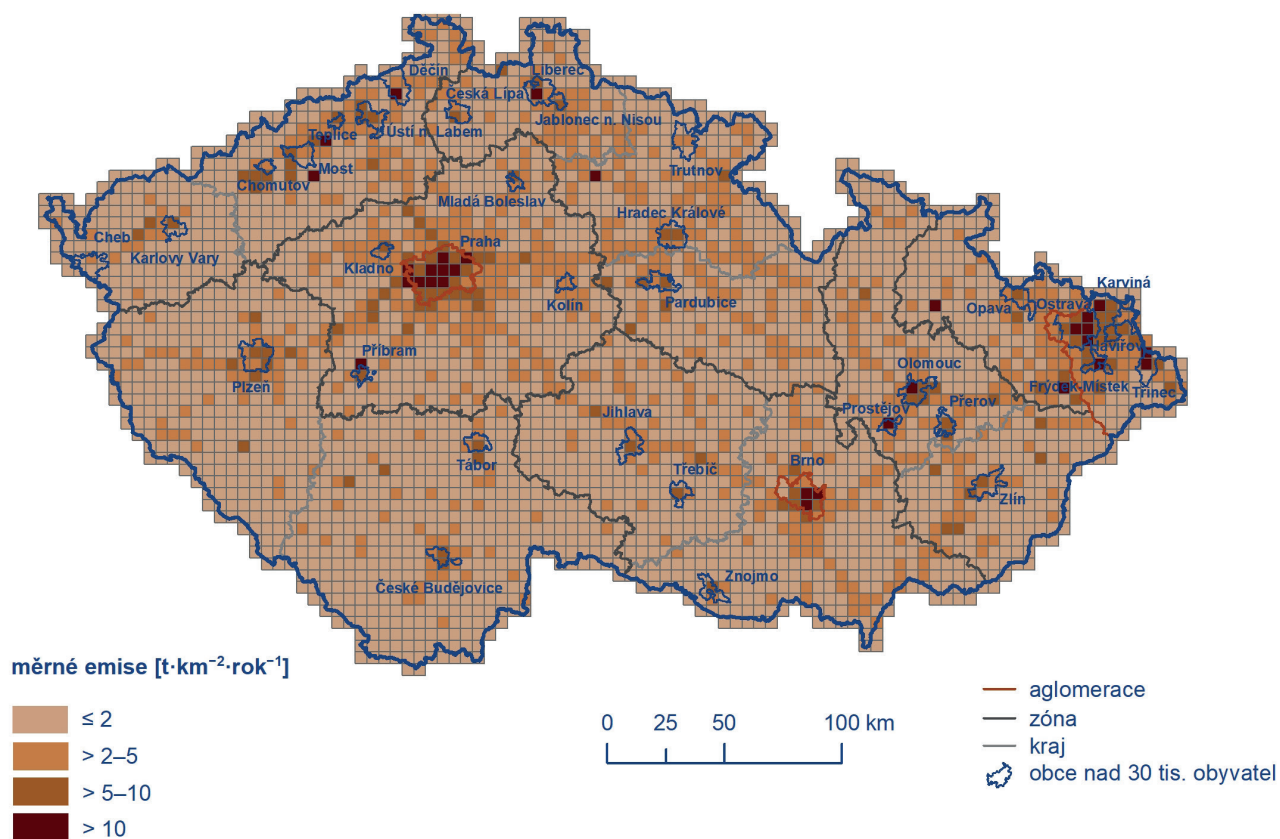 Děčín
Liberec
Česká Lípa
Jablonec n. Nisou
Ústí n. Labem
Teplice
Most
Trutnov
Chomutov
Mladá Boleslav
Hradec Králové
Cheb
Karlovy Vary
Kladno
Praha
Kolín
Pardubice
Karviná
Opava
Ostrava
Havířov
Příbram
Plzeň
Olomouc
Frýdek-Místek
Třinec
Prostějov
Přerov
Jihlava
Tábor
Třebíč
Brno
Zlín
České Budějovice
Znojmo
měrné emise [t·km⁻²·rok⁻¹]
≤ 2
> 2–5
> 5–10
> 10
0 25 50 100 km
aglomerace
zóna
kraj
obce nad 30 tis. obyvatel